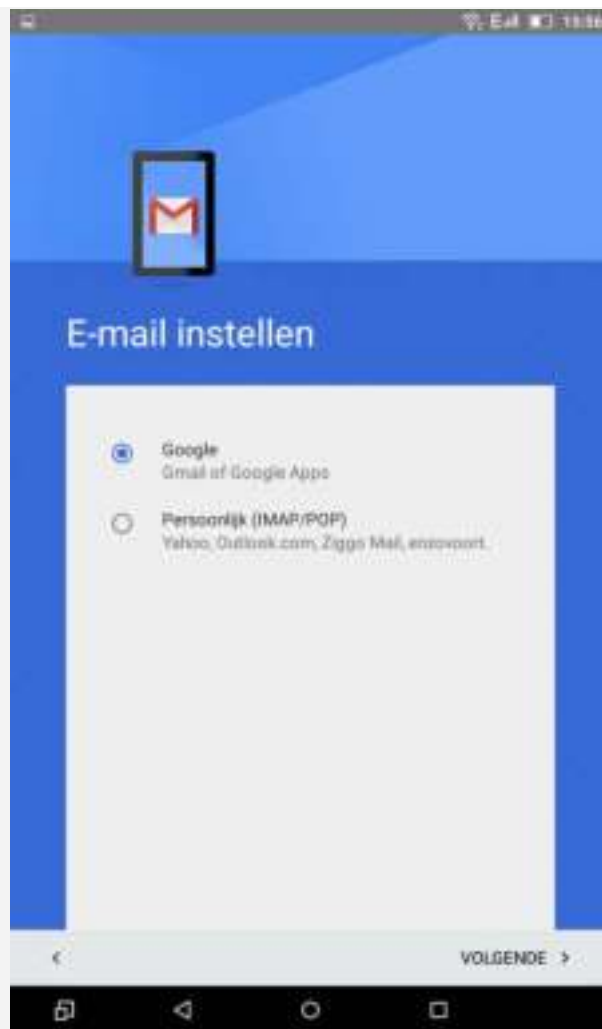 E-mail instellen
Google
Gmail of Google Apps
Persoonlijk (IMAP/POP)
Yahoo, Outlook.com, Ziggo Mail, enzovoort.
VOLGENDE